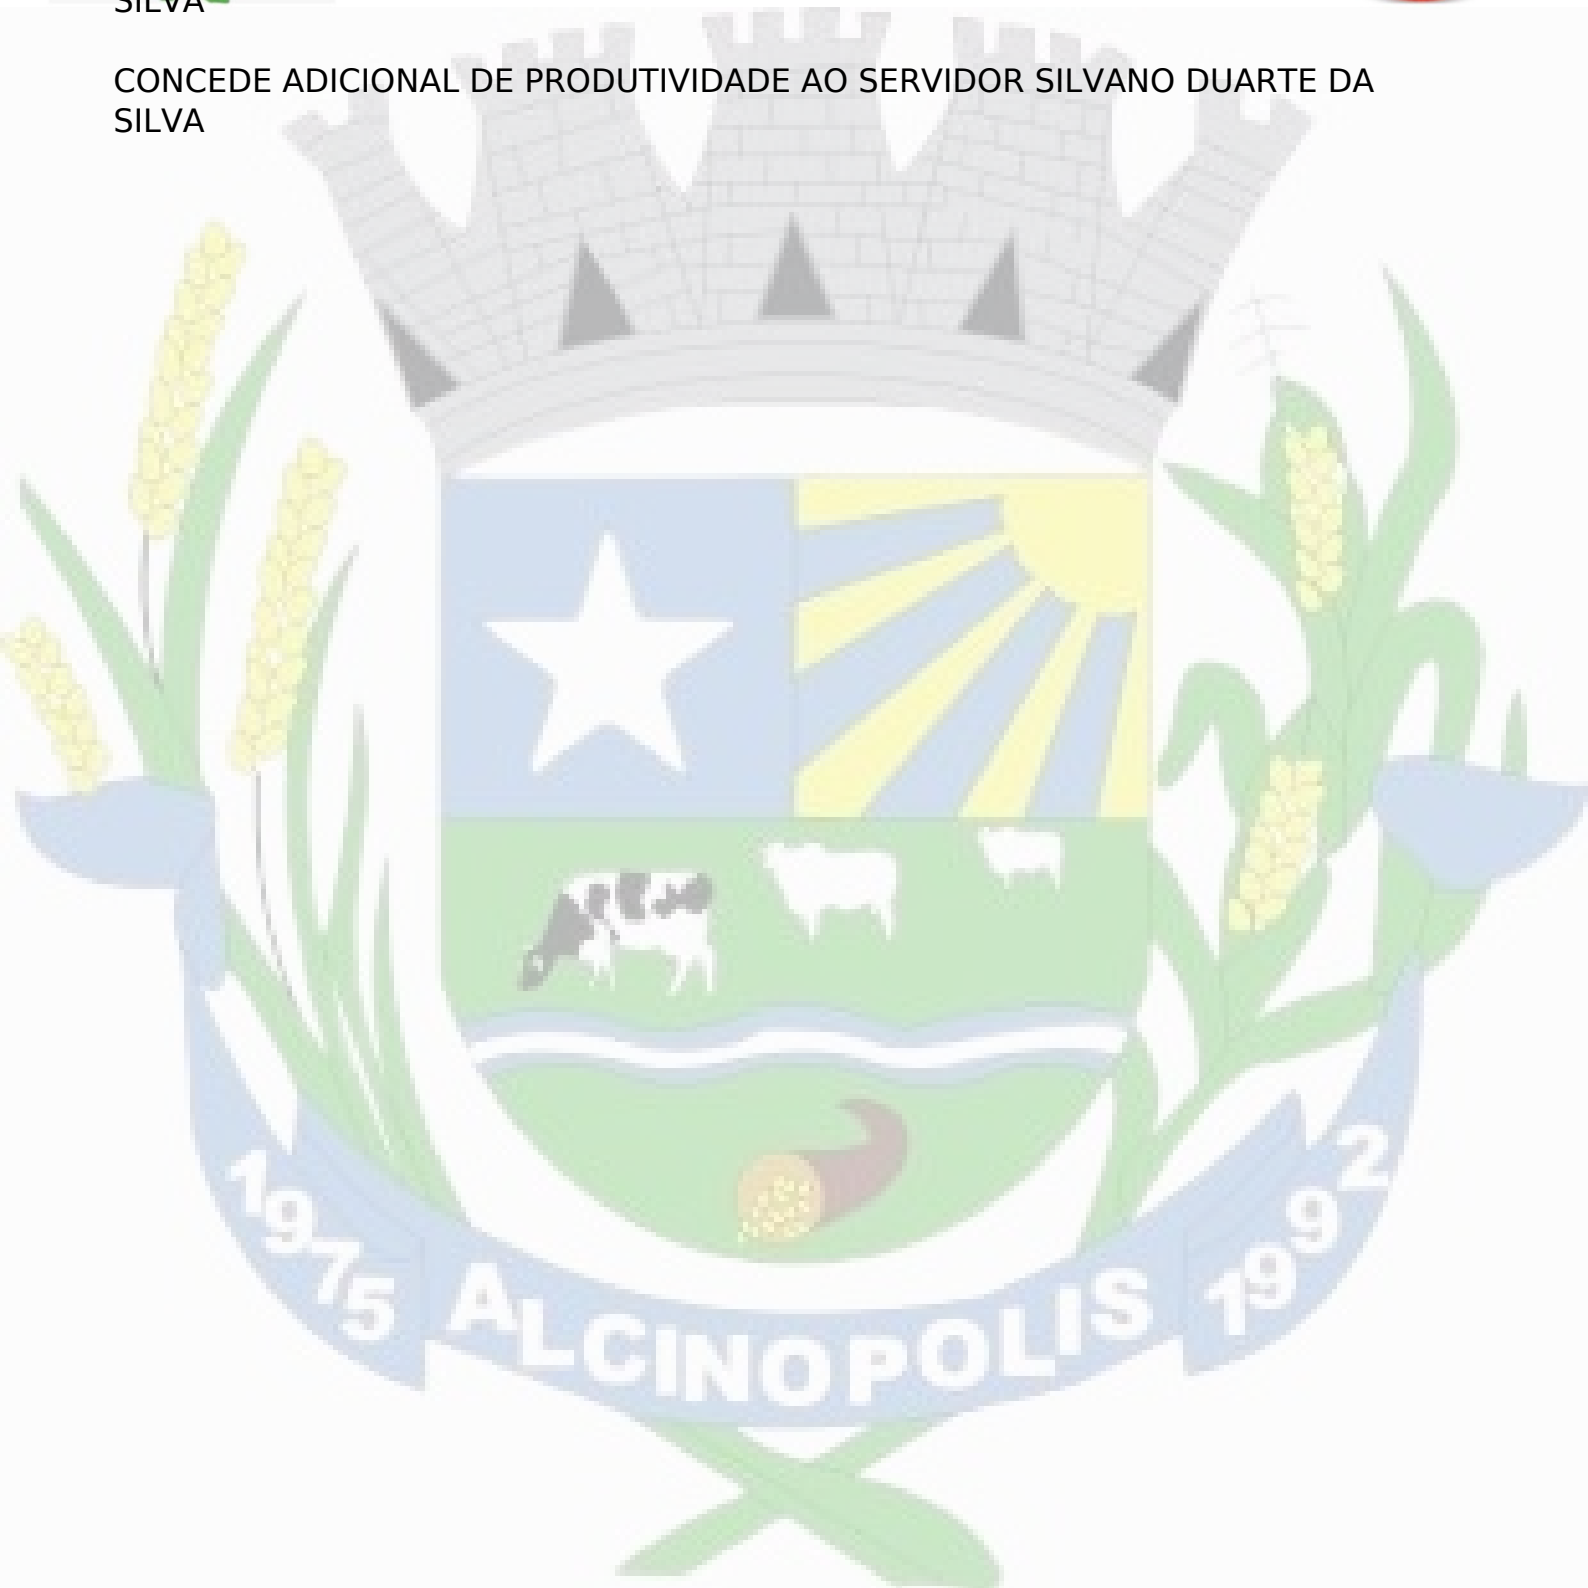 SILVA
CONCEDE ADICIONAL DE PRODUTIVIDADE AO SERVIDOR SILVANO DUARTE DA
SILVA
1975 ALCINOPOLIS 1992